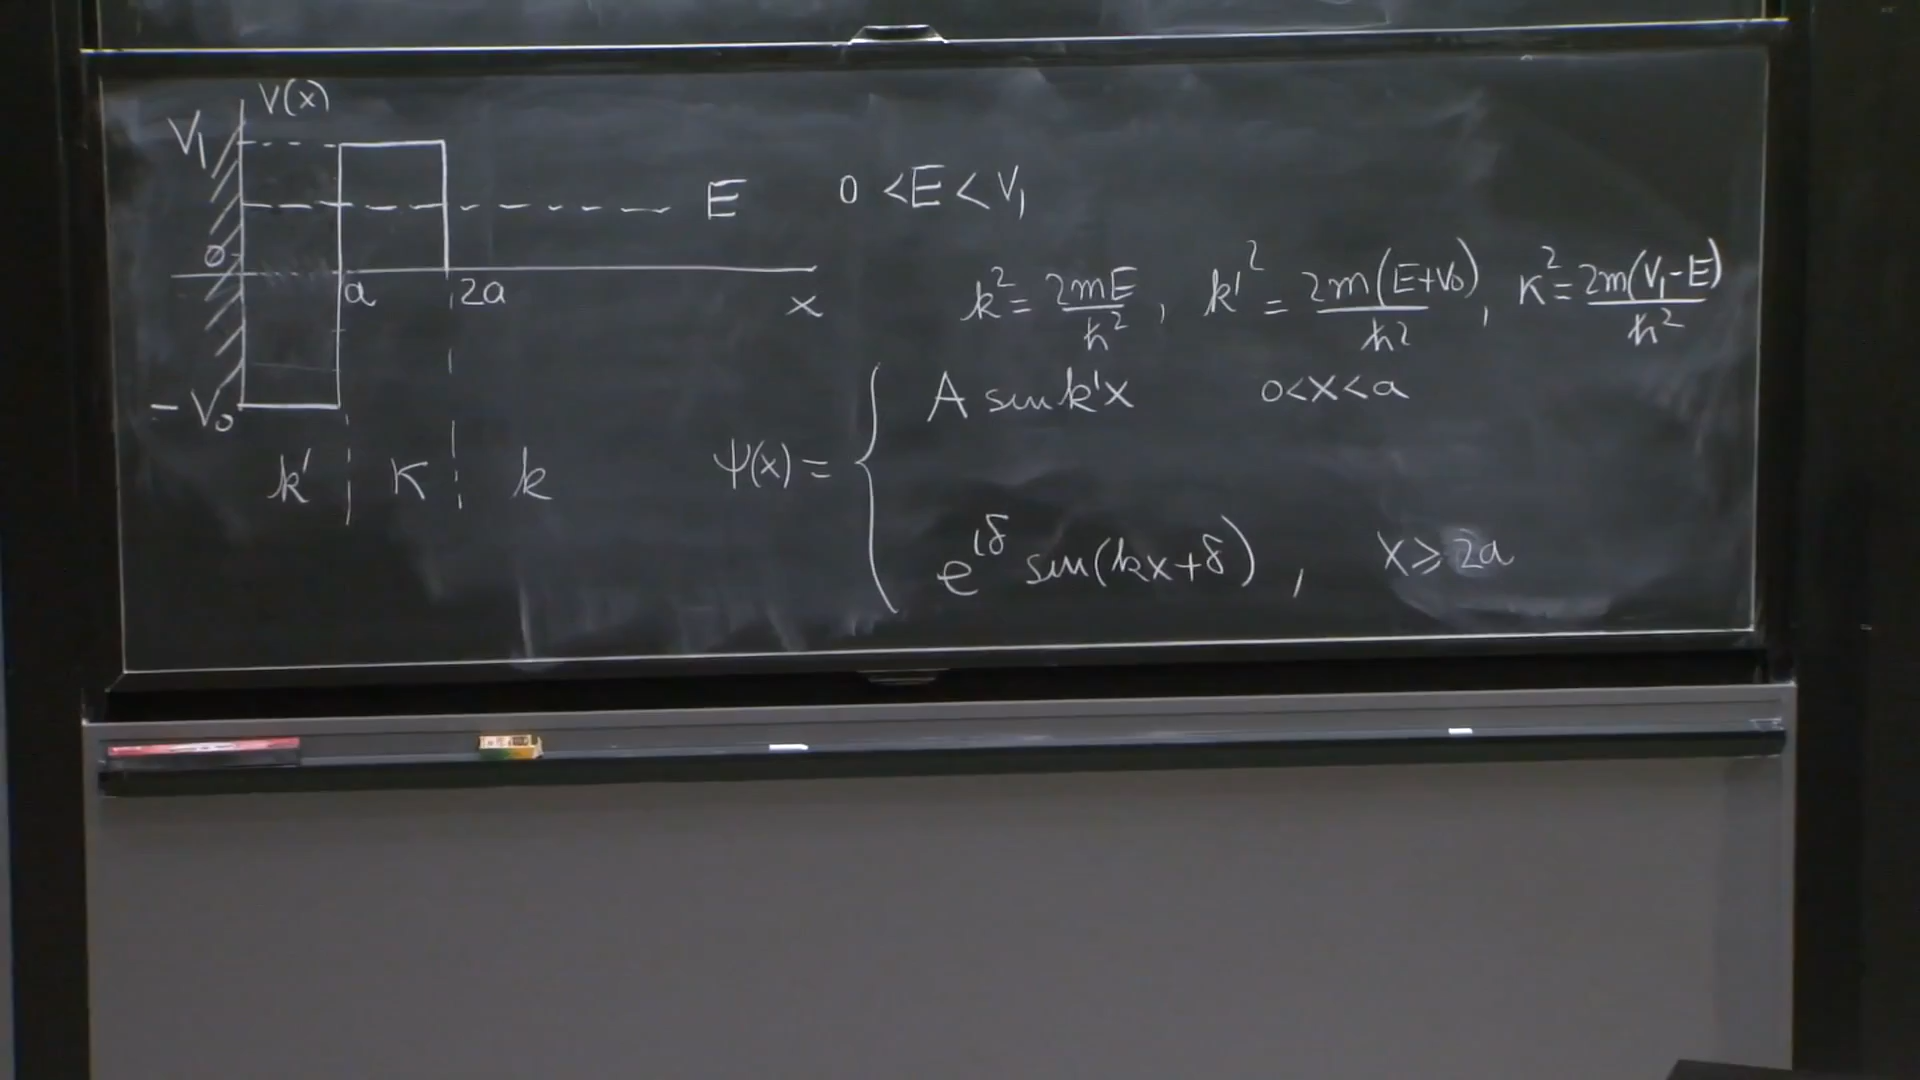 V(x)
V₁
E
0 < E < V₁
0
a
2a
x
k² = 2mE/ħ² , k'² = 2m(E+V₀)/ħ² , κ² = 2m(V₁-E)/ħ²
-V₀
k' κ k
ψ(x) = {
A sin k'x 0<x<a
e^{iδ} sin(kx+δ) , x ⩾ 2a